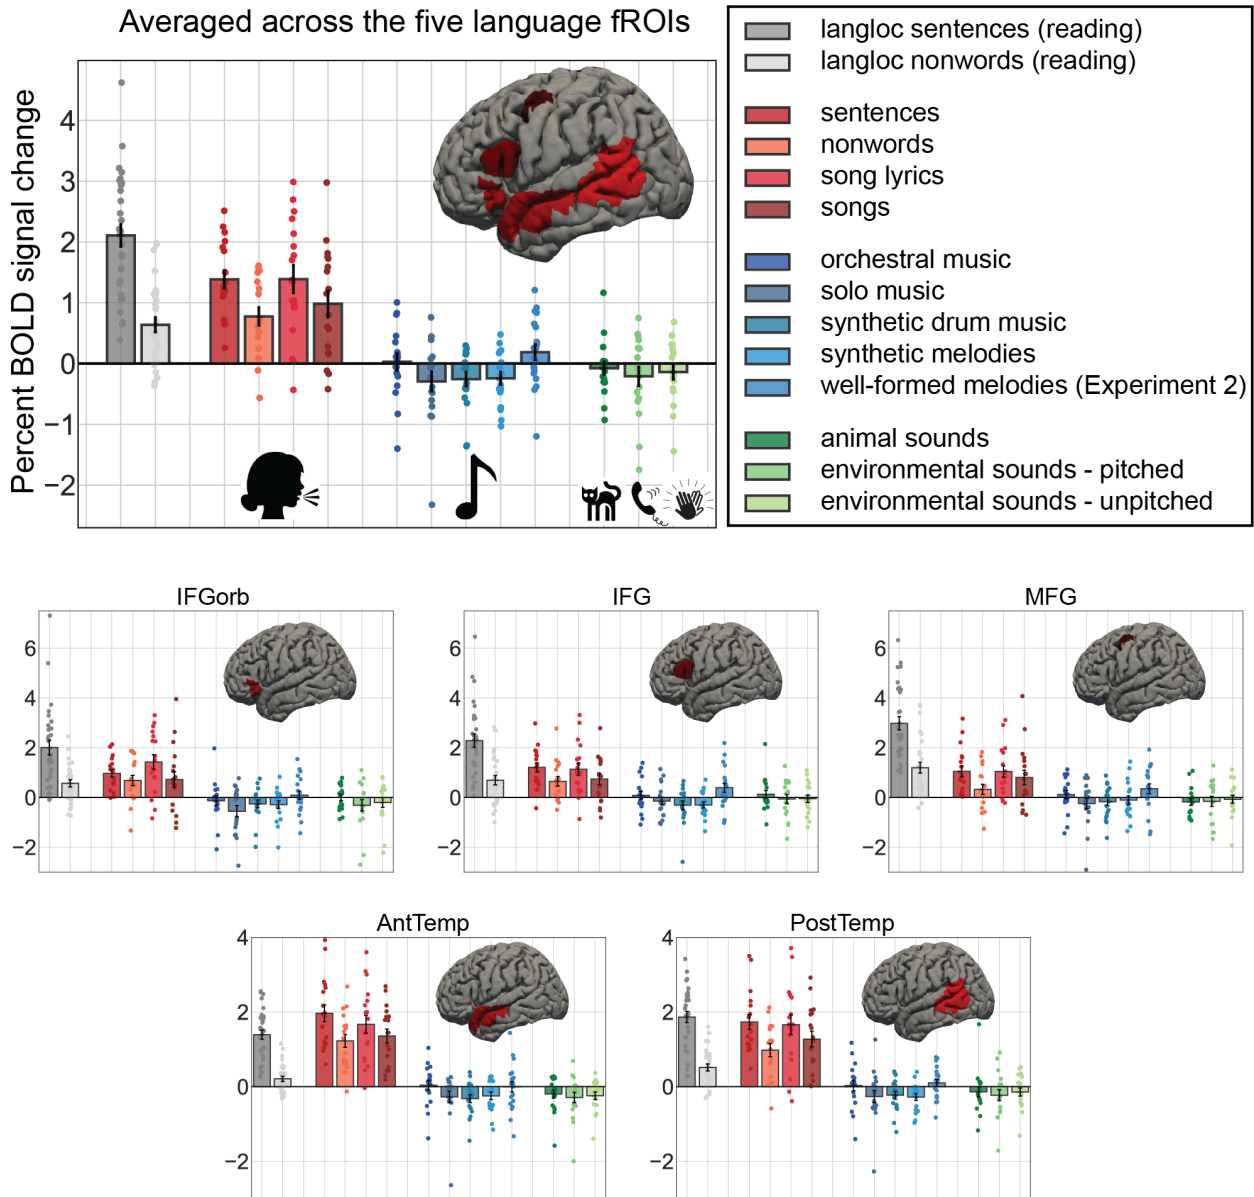 Averaged across the five language fROIs
Percent BOLD signal change
4
3
2
1
0
−1
−2
langloc sentences (reading)
langloc nonwords (reading)
sentences
nonwords
song lyrics
songs
orchestral music
solo music
synthetic drum music
synthetic melodies
well-formed melodies (Experiment 2)
animal sounds
environmental sounds - pitched
environmental sounds - unpitched
IFGorb
6
4
2
0
−2
IFG
6
4
2
0
−2
MFG
6
4
2
0
−2
AntTemp
4
2
0
−2
PostTemp
4
2
0
−2